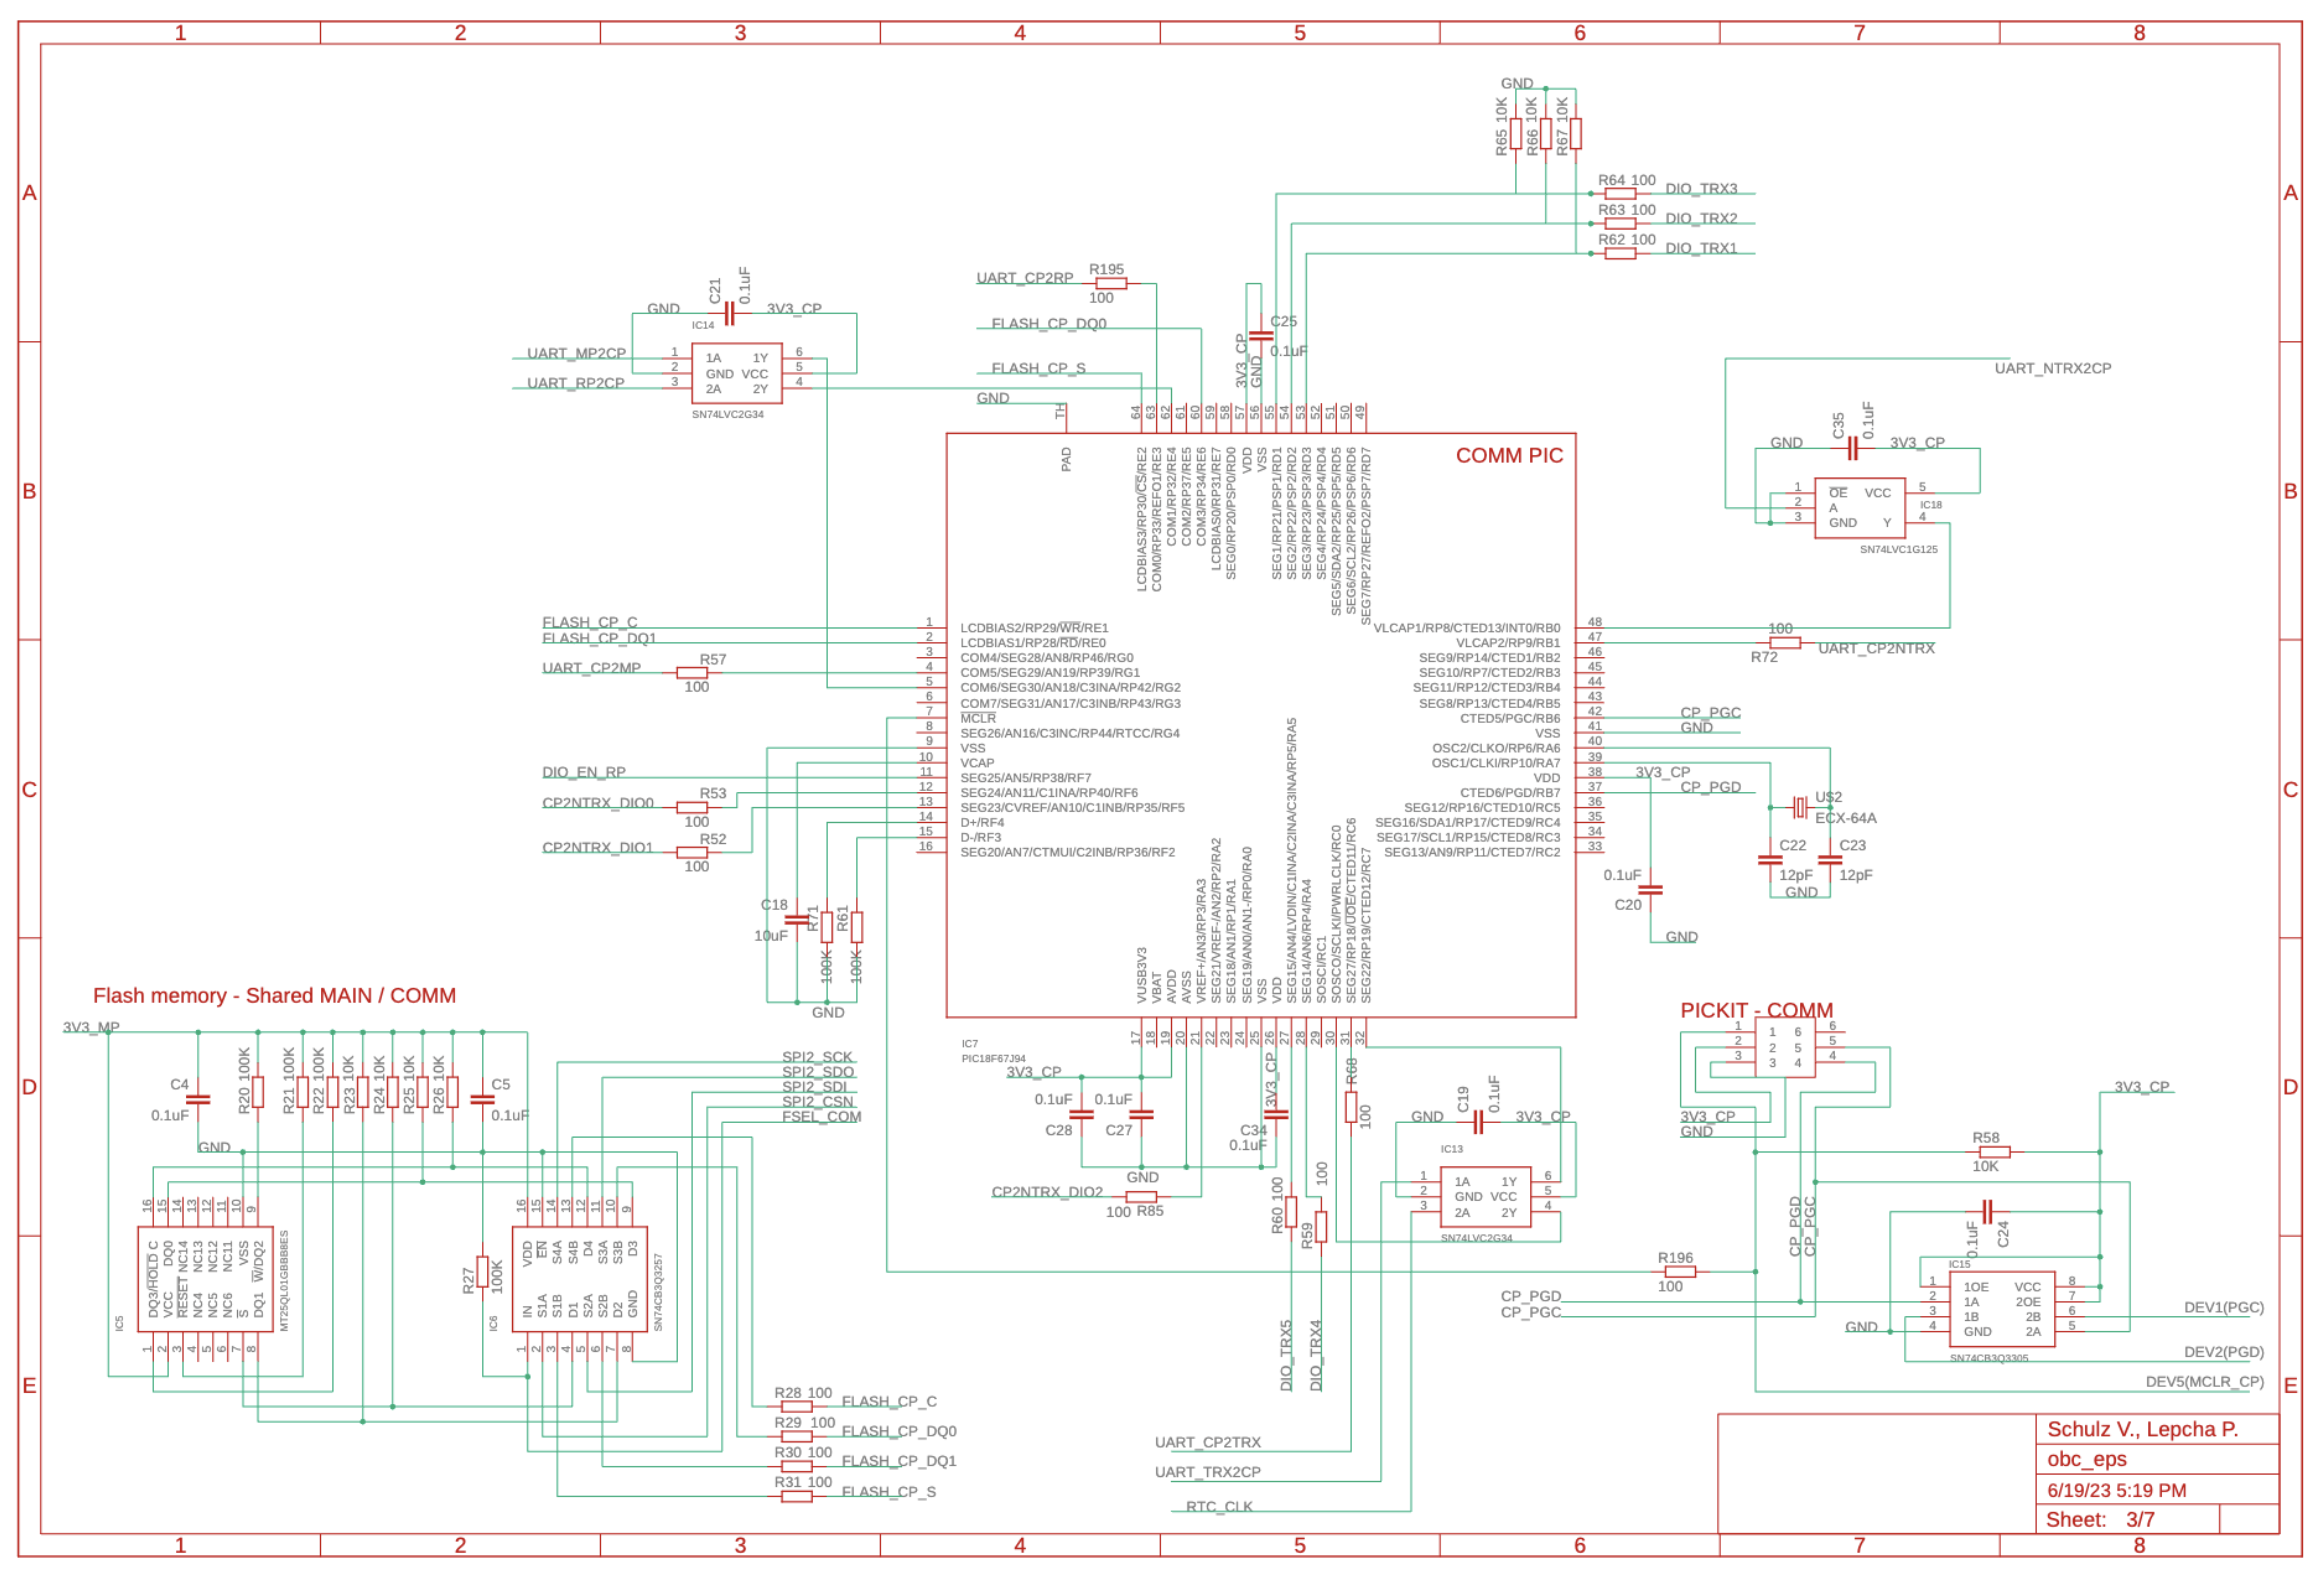 1 2 3 4 5 6 7 8
A A
B B
C C
D D
E E
GND
R65 10K
R66 10K
R67 10K
R64 100 DIO_TRX3
R63 100 DIO_TRX2
R62 100 DIO_TRX1
UART_CP2RP R195
100
FLASH_CP_DQ0
FLASH_CP_S
GND
C21
0.1uF
GND 3V3_CP
IC14
UART_MP2CP 1 1A 1Y 6
2 GND VCC 5
UART_RP2CP 3 2A 2Y 4
SN74LVC2G34
3V3_CP
GND
C25
0.1uF
UART_NTRX2CP
C35
0.1uF
GND 3V3_CP
1 OE VCC 5
2 A IC18
3 GND Y 4
SN74LVC1G125
COMM PIC
TH
PAD
64 63 62 61 60 59 58 57 56 55 54 53 52 51 50 49
LCDBIAS3/RP30/CS/RE2
COM0/RP33/REFO1/RE3
COM1/RP32/RE4
COM2/RP37/RE5
COM3/RP34/RE6
LCDBIAS0/RP31/RE7
SEG0/RP20/PSP0/RD0
VDD
VSS
SEG1/RP21/PSP1/RD1
SEG2/RP22/PSP2/RD2
SEG3/RP23/PSP3/RD3
SEG4/RP24/PSP4/RD4
SEG5/SDA2/RP25/PSP5/RD5
SEG6/SCL2/RP26/PSP6/RD6
SEG7/RP27/REFO2/PSP7/RD7
FLASH_CP_C
FLASH_CP_DQ1
UART_CP2MP R57
100
DIO_EN_RP
CP2NTRX_DIO0 R53
100
CP2NTRX_DIO1 R52
100
1 LCDBIAS2/RP29/WR/RE1
2 LCDBIAS1/RP28/RD/RE0
3 COM4/SEG28/AN8/RP46/RG0
4 COM5/SEG29/AN19/RP39/RG1
5 COM6/SEG30/AN18/C3INA/RP42/RG2
6 COM7/SEG31/AN17/C3INB/RP43/RG3
7 MCLR
8 SEG26/AN16/C3INC/RP44/RTCC/RG4
9 VSS
10 VCAP
11 SEG25/AN5/RP38/RF7
12 SEG24/AN11/C1INA/RP40/RF6
13 SEG23/CVREF/AN10/C1INB/RP35/RF5
14 D+/RF4
15 D-/RF3
16 SEG20/AN7/CTMUI/C2INB/RP36/RF2
VLCAP1/RP8/CTED13/INT0/RB0 48
VLCAP2/RP9/RB1 47
SEG9/RP14/CTED1/RB2 46
SEG10/RP7/CTED2/RB3 45
SEG11/RP12/CTED3/RB4 44
SEG8/RP13/CTED4/RB5 43
CTED5/PGC/RB6 42 CP_PGC
VSS 41 GND
OSC2/CLKO/RP6/RA6 40
OSC1/CLKI/RP10/RA7 39
VDD 38 3V3_CP
CTED6/PGD/RB7 37 CP_PGD
SEG12/RP16/CTED10/RC5 36
SEG16/SDA1/RP17/CTED9/RC4 35
SEG17/SCL1/RP15/CTED8/RC3 34
SEG13/AN9/RP11/CTED7/RC2 33
100
R72
UART_CP2NTRX
U$2
ECX-64A
C22 C23
12pF 12pF
GND
0.1uF
C20
GND
C18
10uF
R71
100K
R61
100K
GND
VUSB3V3
VBAT
AVDD
AVSS
VREF+/AN3/RP3/RA3
SEG21/VREF-/AN2/RP2/RA2
SEG18/AN1/RP1/RA1
SEG19/AN0/AN1-/RP0/RA0
VSS
VDD
SEG15/AN4/LVDIN/C1INA/C2INA/C3INA/RP5/RA5
SEG14/AN6/RP4/RA4
SOSCI/RC1
SOSCO/SCLKI/PWRLCLK/RC0
SEG27/RP18/UOE/CTED11/RC6
SEG22/RP19/CTED12/RC7
17 18 19 20 21 22 23 24 25 26 27 28 29 30 31 32
IC7
PIC18F67J94
3V3_CP
0.1uF 0.1uF
C28 C27
3V3_CP
C34
0.1uF
GND
CP2NTRX_DIO2
100 R85
R60 100
R59
100
R68
100
DIO_TRX5
DIO_TRX4
C19
0.1uF
GND 3V3_CP
IC13
1 1A 1Y 6
2 GND VCC 5
3 2A 2Y 4
SN74LVC2G34
UART_CP2TRX
UART_TRX2CP
RTC_CLK
Flash memory - Shared MAIN / COMM
3V3_MP
C4
0.1uF
R20 100K
R21 100K
R22 100K
R23 10K
R24 10K
R25 10K
R26 10K
C5
0.1uF
GND
SPI2_SCK
SPI2_SDO
SPI2_SDI
SPI2_CSN
FSEL_COM
16 15 14 13 12 11 10 9
C
DQ0
NC14
NC13
NC12
NC11
VSS
W/DQ2
DQ3/HOLD
VCC
RESET
NC4
NC5
NC6
S
DQ1
1 2 3 4 5 6 7 8
IC5
MT25QL01GBBB8ES
R27
100K
16 15 14 13 12 11 10 9
VDD
EN
S4A
S4B
D4
S3A
S3B
D3
IN
S1A
S1B
D1
S2A
S2B
D2
GND
1 2 3 4 5 6 7 8
IC6
SN74CB3Q3257
R28 100 FLASH_CP_C
R29 100 FLASH_CP_DQ0
R30 100 FLASH_CP_DQ1
R31 100 FLASH_CP_S
PICKIT - COMM
1 1 6 6
2 2 5 5
3 3 4 4
3V3_CP
GND
3V3_CP
R58
10K
CP_PGD
CP_PGC
0.1uF
C24
R196
100
CP_PGD
CP_PGC
GND
IC15
1 1OE VCC 8
2 1A 2OE 7
3 1B 2B 6
4 GND 2A 5
SN74CB3Q3305
DEV1(PGC)
DEV2(PGD)
DEV5(MCLR_CP)
Schulz V., Lepcha P.
obc_eps
6/19/23 5:19 PM
Sheet: 3/7
1 2 3 4 5 6 7 8